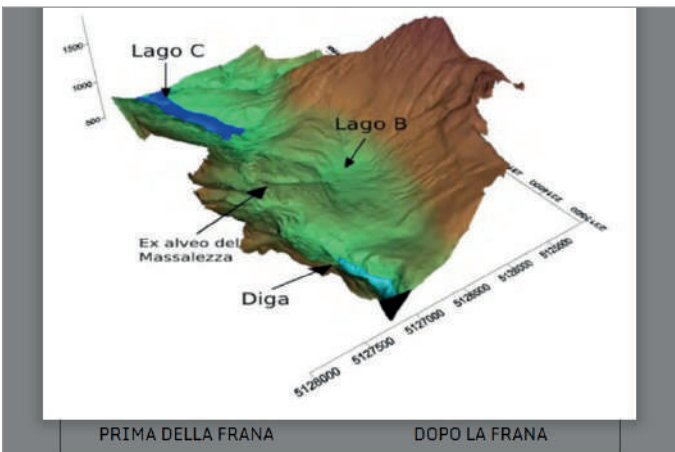 1500
Lago C
1000
500
Lago B
Ex alveo del
Massalezza
Diga
5125500
5126000
5126500
5127000
5127500
5128000
PRIMA DELLA FRANA
DOPO LA FRANA